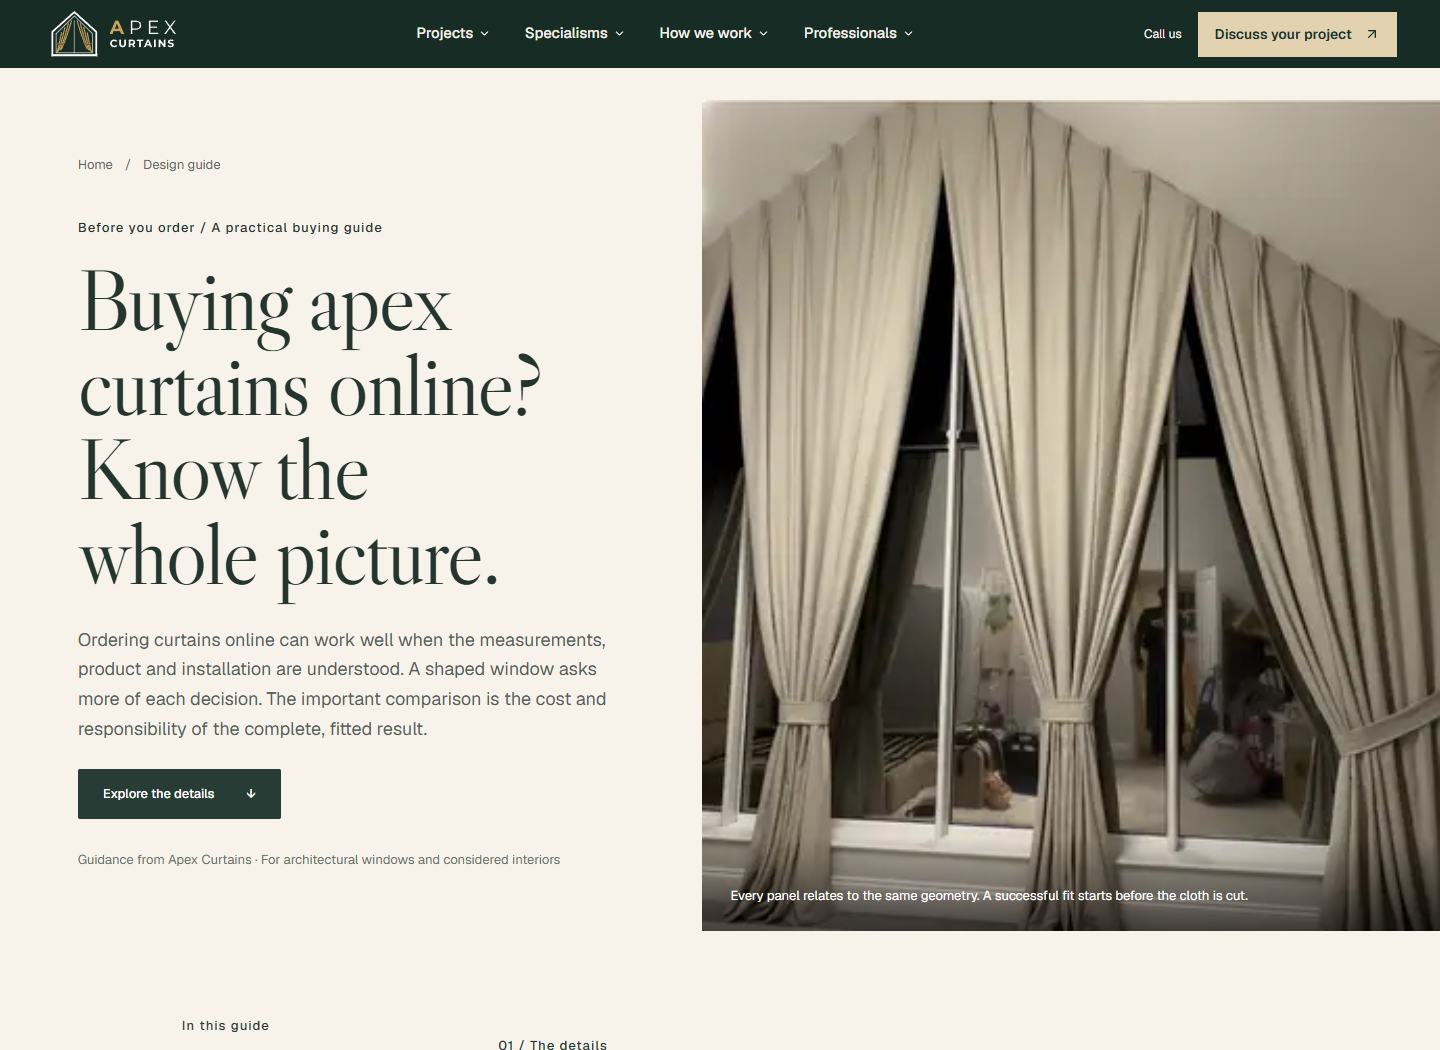 APEX
CURTAINS
Projects
Specialisms
How we work
Professionals
Call us
Discuss your project
Home / Design guide
Before you order / A practical buying guide
Buying apex
curtains online?
Know the
whole picture.
Ordering curtains online can work well when the measurements,
product and installation are understood. A shaped window asks
more of each decision. The important comparison is the cost and
responsibility of the complete, fitted result.
Explore the details
Guidance from Apex Curtains · For architectural windows and considered interiors
Every panel relates to the same geometry. A successful fit starts before the cloth is cut.
In this guide
01 / The details